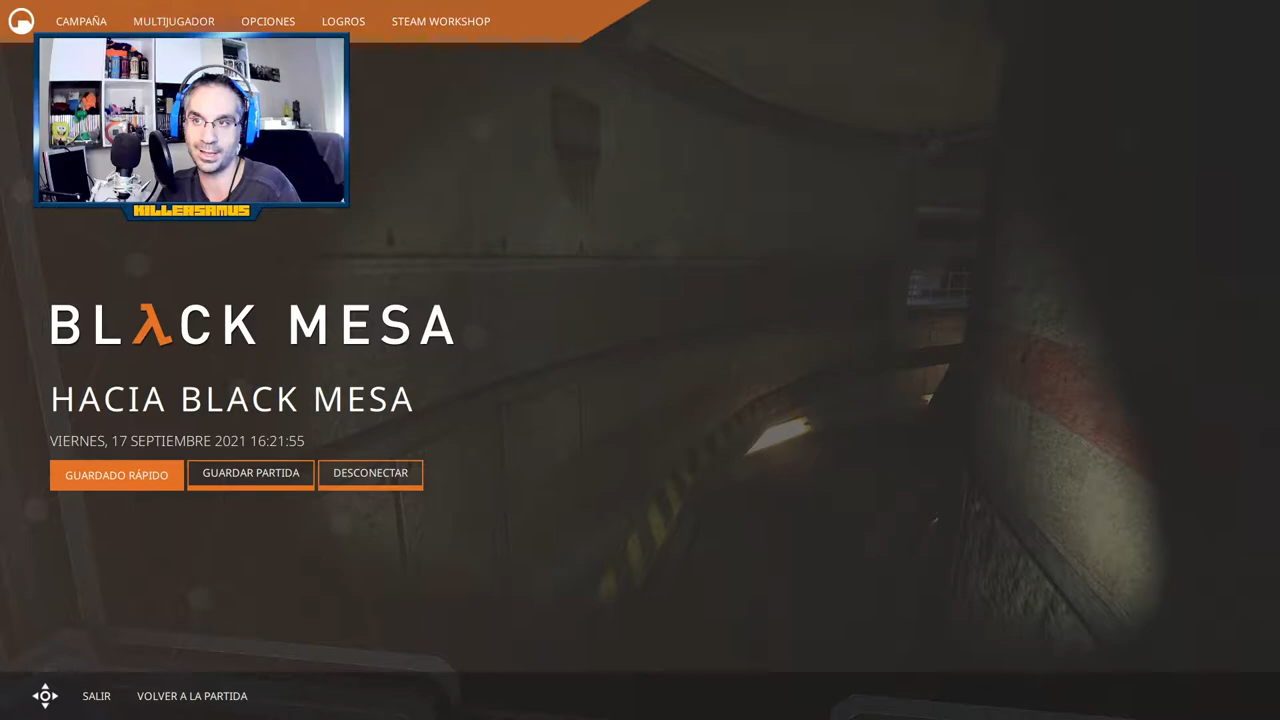 CAMPAÑA MULTIJUGADOR OPCIONES LOGROS STEAM WORKSHOP
KILLERSAMUS
BLλCK MESA
HACIA BLACK MESA
VIERNES, 17 SEPTIEMBRE 2021 16:21:55
GUARDADO RÁPIDO GUARDAR PARTIDA DESCONECTAR
SALIR VOLVER A LA PARTIDA